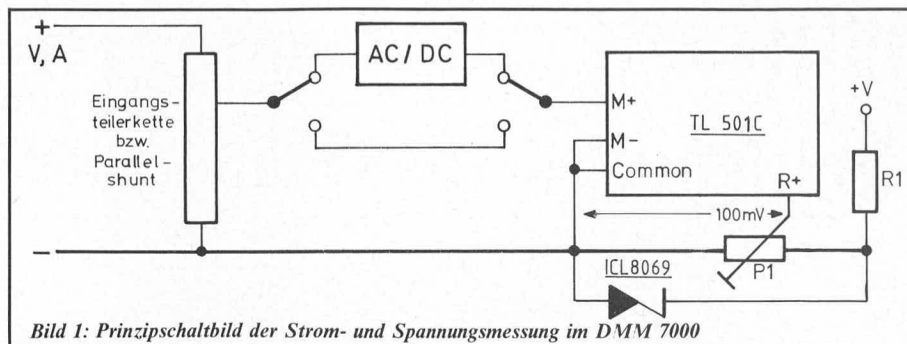 +
V, A
Eingangs-
teilerkette
bzw.
Parallel-
shunt
−
AC/DC
M+
M-
Common
TL 501C
R+
+V
R1
100mV
P1
ICL8069
Bild 1: Prinzipschaltbild der Strom- und Spannungsmessung im DMM 7000